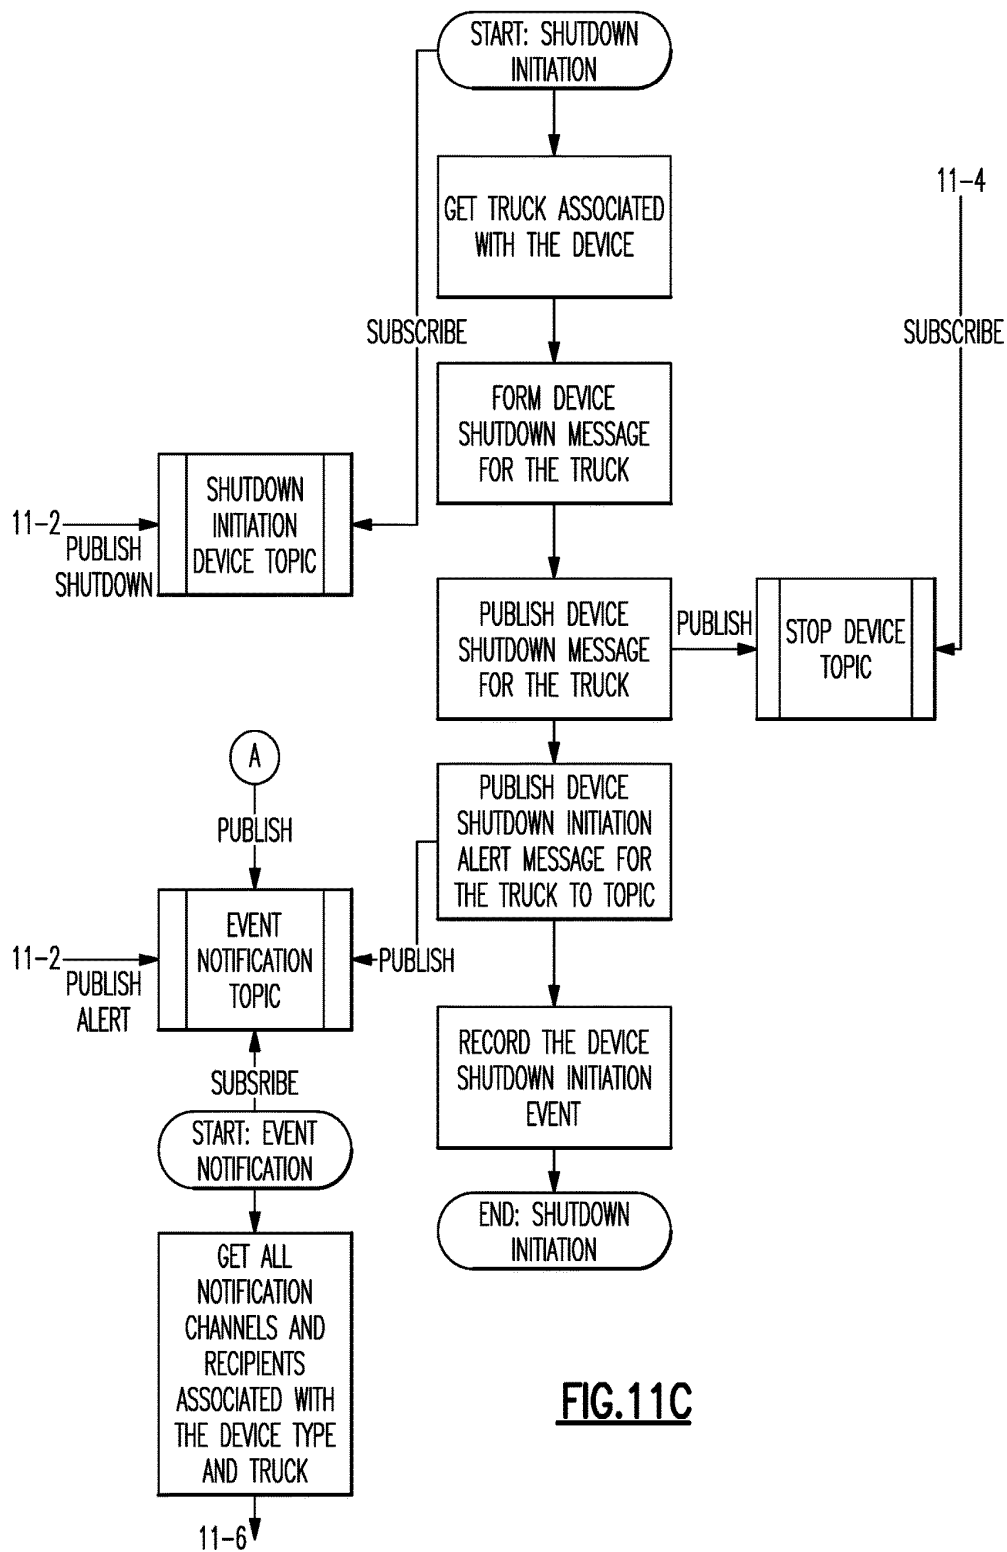 START: SHUTDOWN
INITIATION
GET TRUCK ASSOCIATED
WITH THE DEVICE
11-4
SUBSCRIBE
SUBSCRIBE
FORM DEVICE
SHUTDOWN MESSAGE
FOR THE TRUCK
SHUTDOWN
INITIATION
DEVICE TOPIC
11-2
PUBLISH
SHUTDOWN
PUBLISH DEVICE
SHUTDOWN MESSAGE
FOR THE TRUCK
PUBLISH
STOP DEVICE
TOPIC
A
PUBLISH
PUBLISH DEVICE
SHUTDOWN INITIATION
ALERT MESSAGE FOR
THE TRUCK TO TOPIC
EVENT
NOTIFICATION
TOPIC
11-2
PUBLISH
ALERT
PUBLISH
RECORD THE DEVICE
SHUTDOWN INITIATION
EVENT
SUBSRIBE
START: EVENT
NOTIFICATION
END: SHUTDOWN
INITIATION
GET ALL
NOTIFICATION
CHANNELS AND
RECIPIENTS
ASSOCIATED WITH
THE DEVICE TYPE
AND TRUCK
11-6
FIG.11C